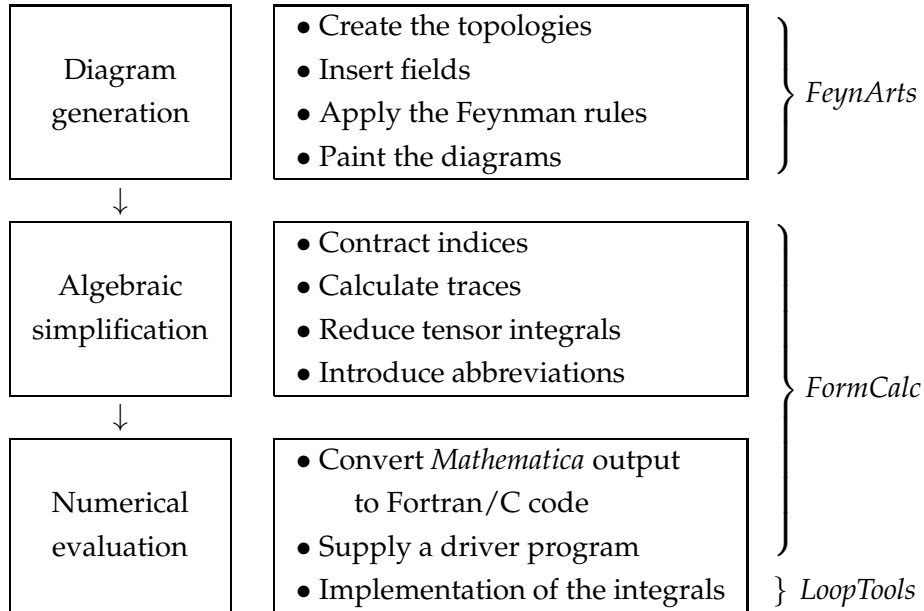 Diagram
generation
• Create the topologies
• Insert fields
• Apply the Feynman rules
• Paint the diagrams
} FeynArts
↓
Algebraic
simplification
• Contract indices
• Calculate traces
• Reduce tensor integrals
• Introduce abbreviations
} FormCalc
↓
Numerical
evaluation
• Convert Mathematica output
to Fortran/C code
• Supply a driver program
• Implementation of the integrals
} LoopTools